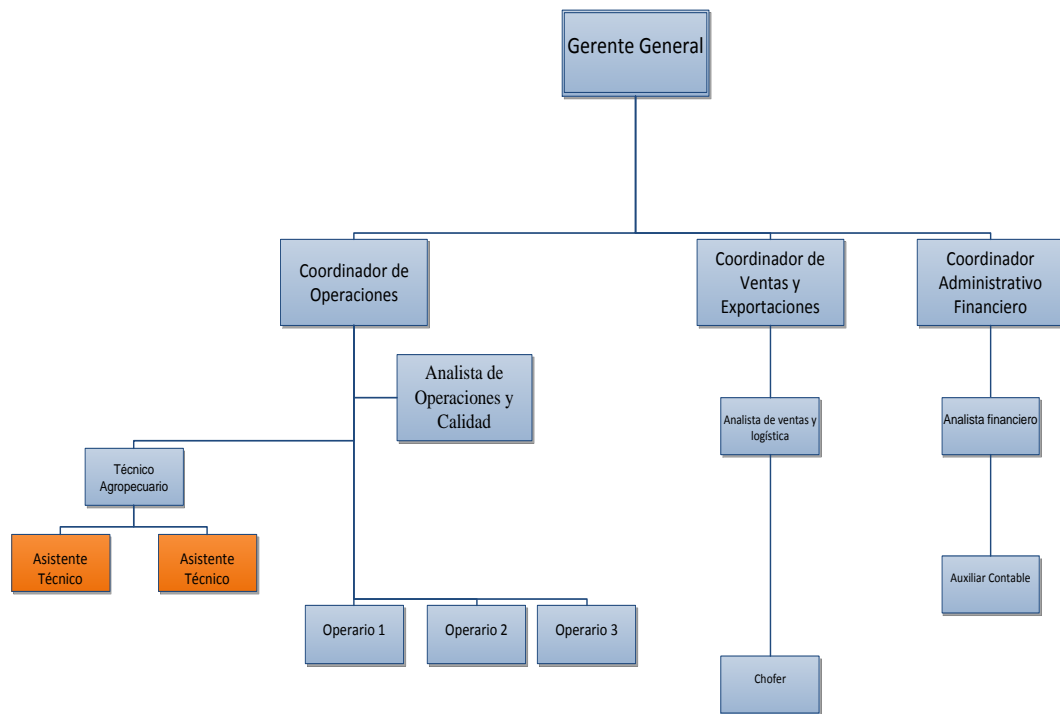 Gerente General
Coordinador de
Operaciones
Coordinador de
Ventas y
Exportaciones
Coordinador
Administrativo
Financiero
Analista de
Operaciones y
Calidad
Analista de ventas y
logística
Analista financiero
Técnico
Agropecuario
Asistente
Técnico
Asistente
Técnico
Auxiliar Contable
Operario 1
Operario 2
Operario 3
Chofer